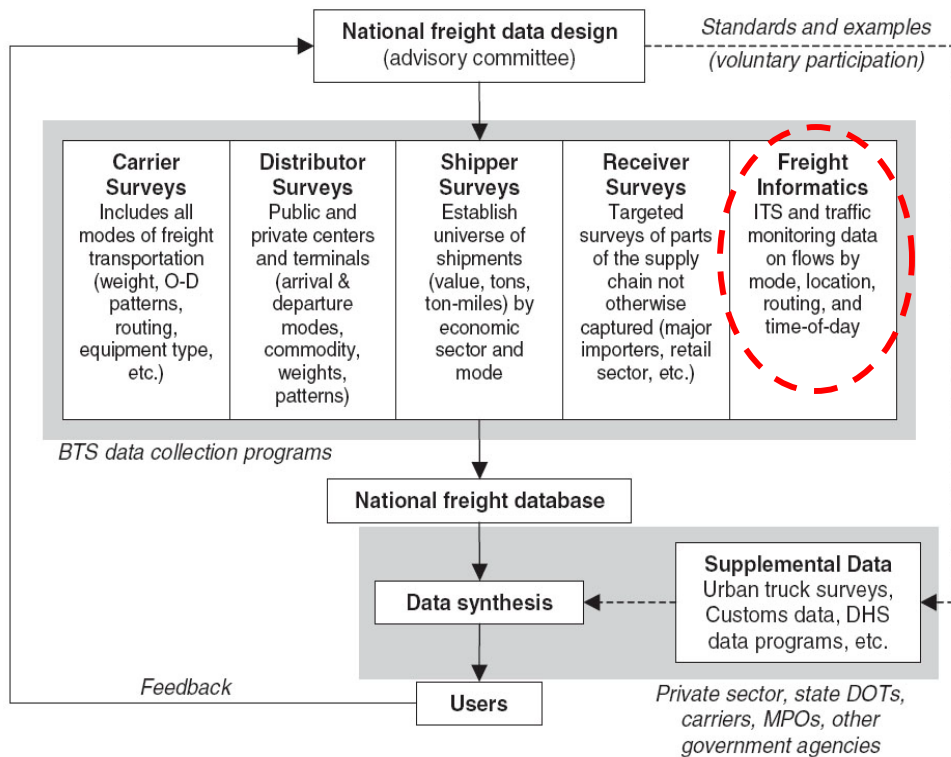 National freight data design
(advisory committee)
Standards and examples
(voluntary participation)
Carrier
Surveys
Includes all
modes of freight
transportation
(weight, O-D
patterns,
routing,
equipment type,
etc.)
Distributor
Surveys
Public and
private centers
and terminals
(arrival &
departure
modes,
commodity,
weights,
patterns)
Shipper
Surveys
Establish
universe of
shipments
(value, tons,
ton-miles) by
economic
sector and
mode
Receiver
Surveys
Targeted
surveys of parts
of the supply
chain not
otherwise
captured (major
importers, retail
sector, etc.)
Freight
Informatics
ITS and traffic
monitoring data
on flows by
mode, location,
routing, and
time-of-day
BTS data collection programs
National freight database
Data synthesis
Supplemental Data
Urban truck surveys,
Customs data, DHS
data programs, etc.
Feedback
Users
Private sector, state DOTs,
carriers, MPOs, other
government agencies